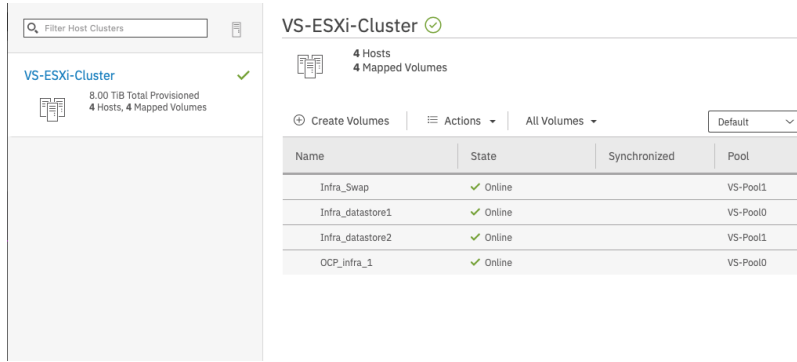 Filter Host Clusters
VS-ESXi-Cluster
8.00 TiB Total Provisioned
4 Hosts, 4 Mapped Volumes
VS-ESXi-Cluster
4 Hosts
4 Mapped Volumes
Create Volumes Actions All Volumes Default
Name State Synchronized Pool
Infra_Swap Online VS-Pool1
Infra_datastore1 Online VS-Pool0
Infra_datastore2 Online VS-Pool1
OCP_infra_1 Online VS-Pool0